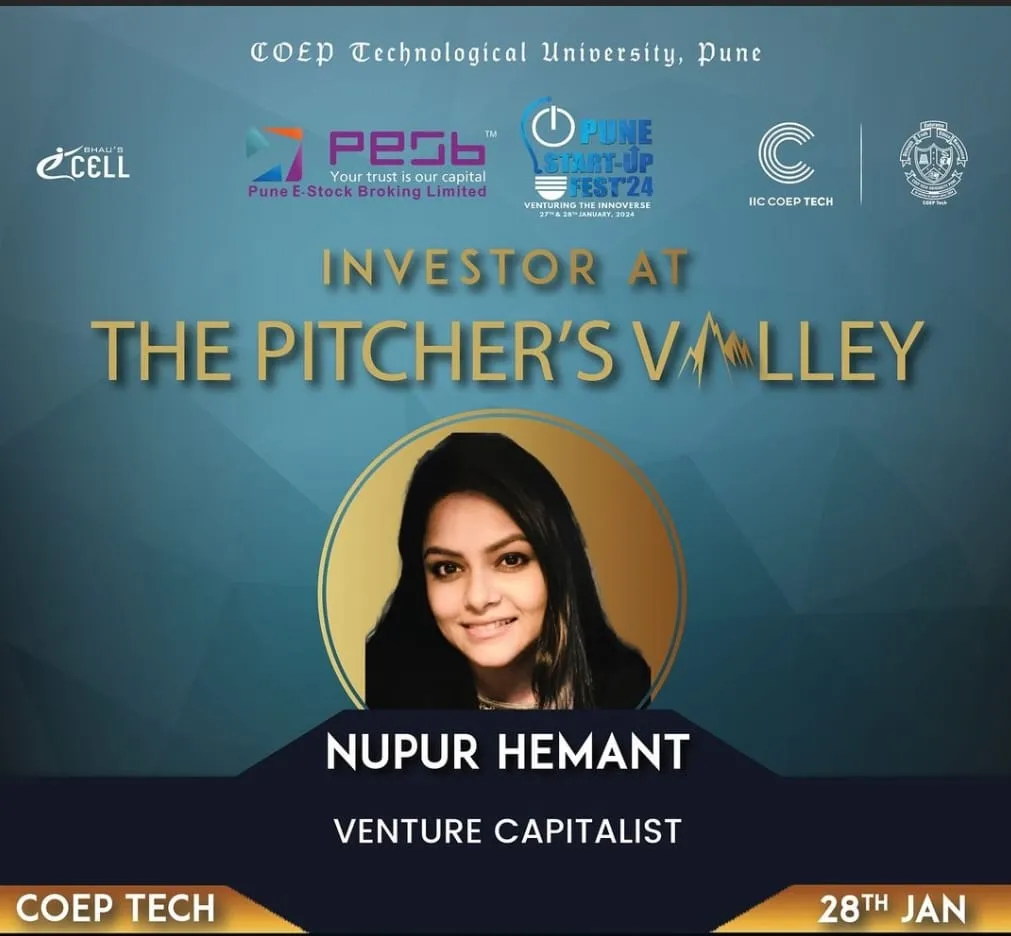 COEP Technological University, Pune
BHAU'S
CELL
PESB™
Your trust is our capital
Pune E-Stock Broking Limited
PUNE
START-UP
FEST'24
VENTURING THE INNOVERSE
27TH & 28TH JANUARY, 2024
IIC COEP TECH
COEP Tech
INVESTOR AT
THE PITCHER'S VALLEY
NUPUR HEMANT
VENTURE CAPITALIST
COEP TECH
28TH JAN